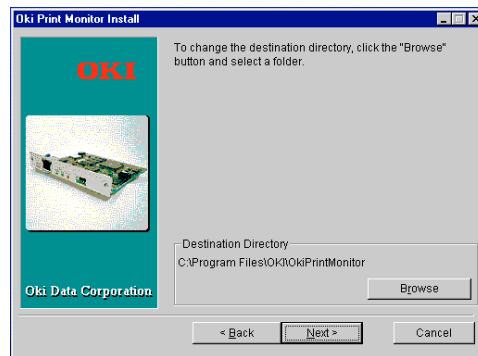 Oki Print Monitor Install
OKI
To change the destination directory, click the "Browse"
button and select a folder.
Destination Directory
C:\Program Files\OKI\OkiPrintMonitor
Browse
Oki Data Corporation
< Back
Next >
Cancel